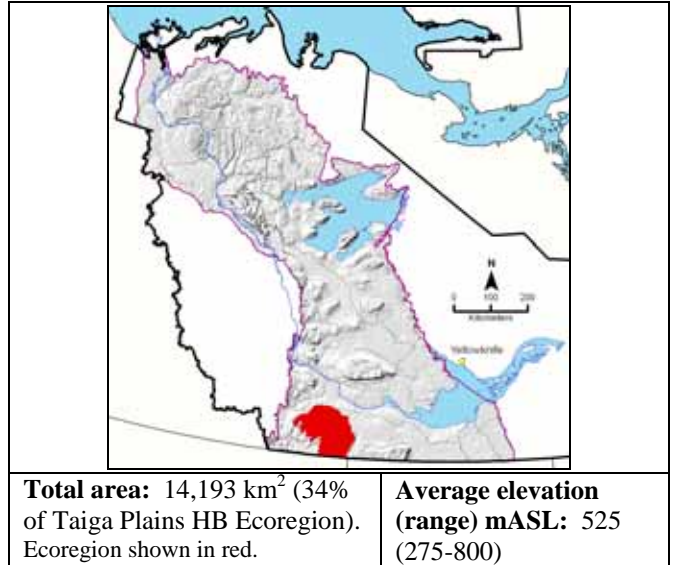 N
0 100 200
Kilometers
Yellowknife
Total area: 14,193 km2 (34%
of Taiga Plains HB Ecoregion).
Ecoregion shown in red.
Average elevation
(range) mASL: 525
(275-800)